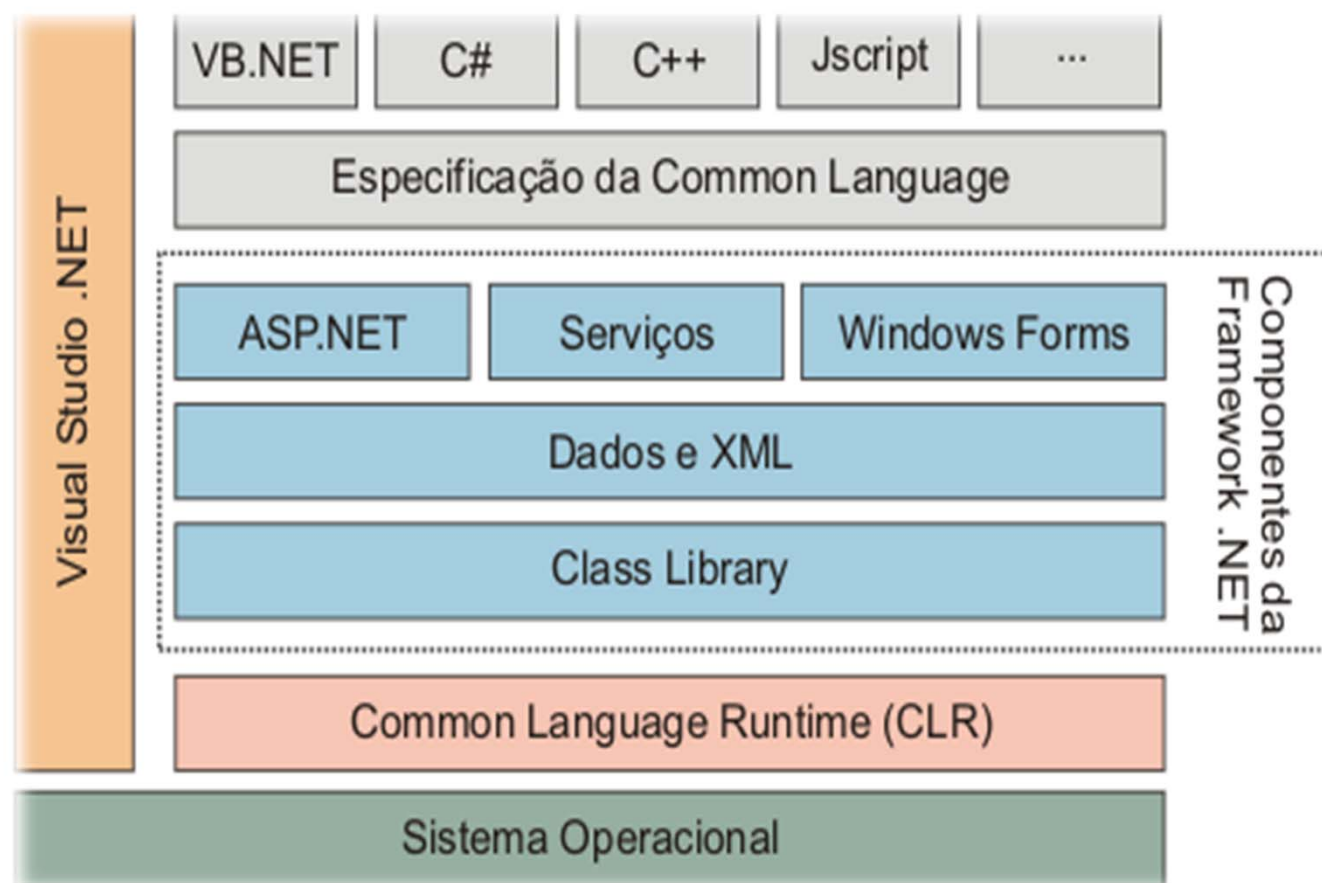 VB.NET
C#
C++
Jscript
...
Especificação da Common Language
Visual Studio .NET
ASP.NET
Serviços
Windows Forms
Dados e XML
Class Library
Componentes da
Framework .NET
Common Language Runtime (CLR)
Sistema Operacional